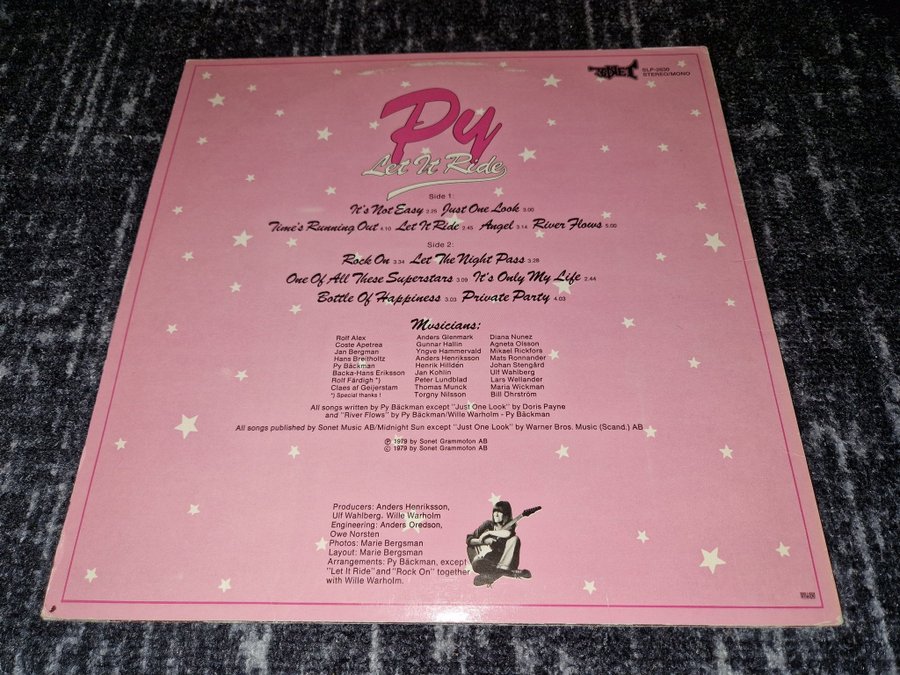 SONET SLP-2630
STEREO/MONO
Py
Let It Ride
Side 1:
It's Not Easy 2.25 Just One Look 3.00
Time's Running Out 4.10 Let It Ride 2.45 Angel 3.14 River Flows 5.00
Side 2:
Rock On 3.34 Let The Night Pass 3.28
One Of All These Superstars 3.09 It's Only My Life 2.44
Bottle Of Happiness 3.03 Private Party 4.03
Musicians:
Rolf Alex
Coste Apetrea
Jan Bergman
Hans Breitholtz
Py Bäckman
Backa-Hans Eriksson
Rolf Färdigh *)
Claes af Geijerstam
*) Special thanks !
Anders Glenmark
Gunnar Hallin
Yngve Hammervald
Anders Henriksson
Henrik Hilldén
Jan Kohlin
Peter Lundblad
Thomas Munck
Torgny Nilsson
Diana Nunez
Agneta Olsson
Mikael Rickfors
Mats Ronnander
Johan Stengård
Ulf Wahlberg
Lars Wellander
Maria Wickman
Bill Öhrström
All songs written by Py Bäckman except "Just One Look" by Doris Payne
and "River Flows" by Py Bäckman/Wille Warholm - Py Bäckman
All songs published by Sonet Music AB/Midnight Sun except "Just One Look" by Warner Bros. Music (Scand.) AB
℗ 1979 by Sonet Grammofon AB
© 1979 by Sonet Grammofon AB
Producers: Anders Henriksson,
Ulf Wahlberg, Wille Warholm
Engineering: Anders Oredson,
Owe Norsten
Photos: Marie Bergsman
Layout: Marie Bergsman
Arrangements: Py Bäckman, except
"Let It Ride" and "Rock On" together
with Wille Warholm.